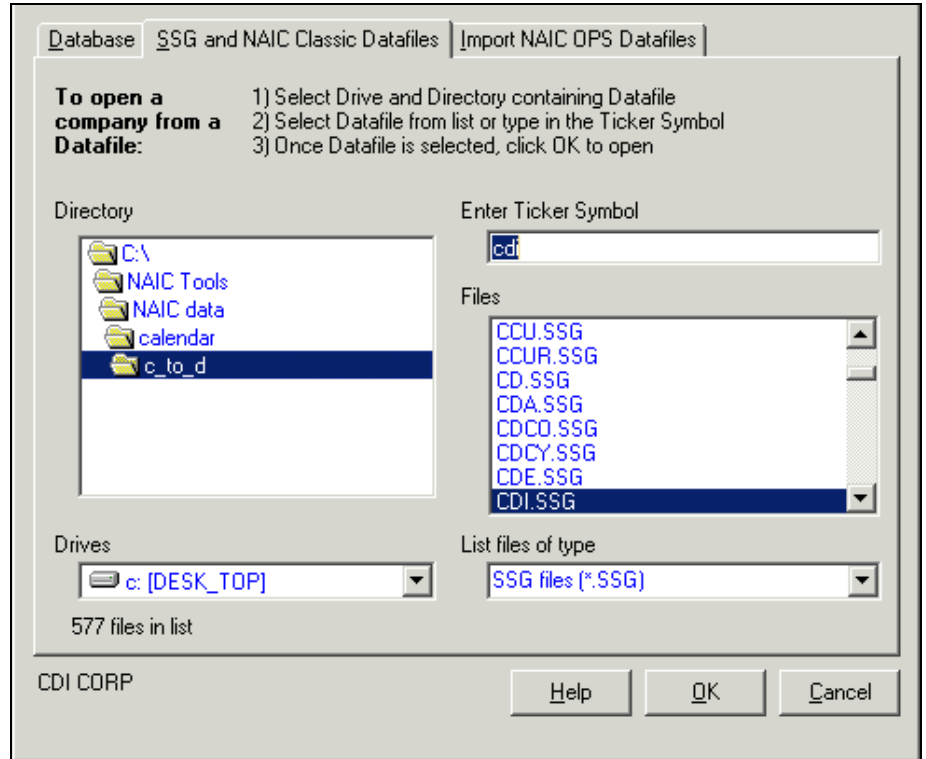 Database
SSG and NAIC Classic Datafiles
Import NAIC OPS Datafiles
To open a company from a Datafile:
1) Select Drive and Directory containing Datafile
2) Select Datafile from list or type in the Ticker Symbol
3) Once Datafile is selected, click OK to open
Directory
C:\
NAIC Tools
NAIC data
calendar
c_to_d
Enter Ticker Symbol
cdi
Files
CCU.SSG
CCUR.SSG
CD.SSG
CDA.SSG
CDCO.SSG
CDCY.SSG
CDE.SSG
CDI.SSG
Drives
c: [DESK_TOP]
577 files in list
List files of type
SSG files (*.SSG)
CDI CORP
Help
OK
Cancel